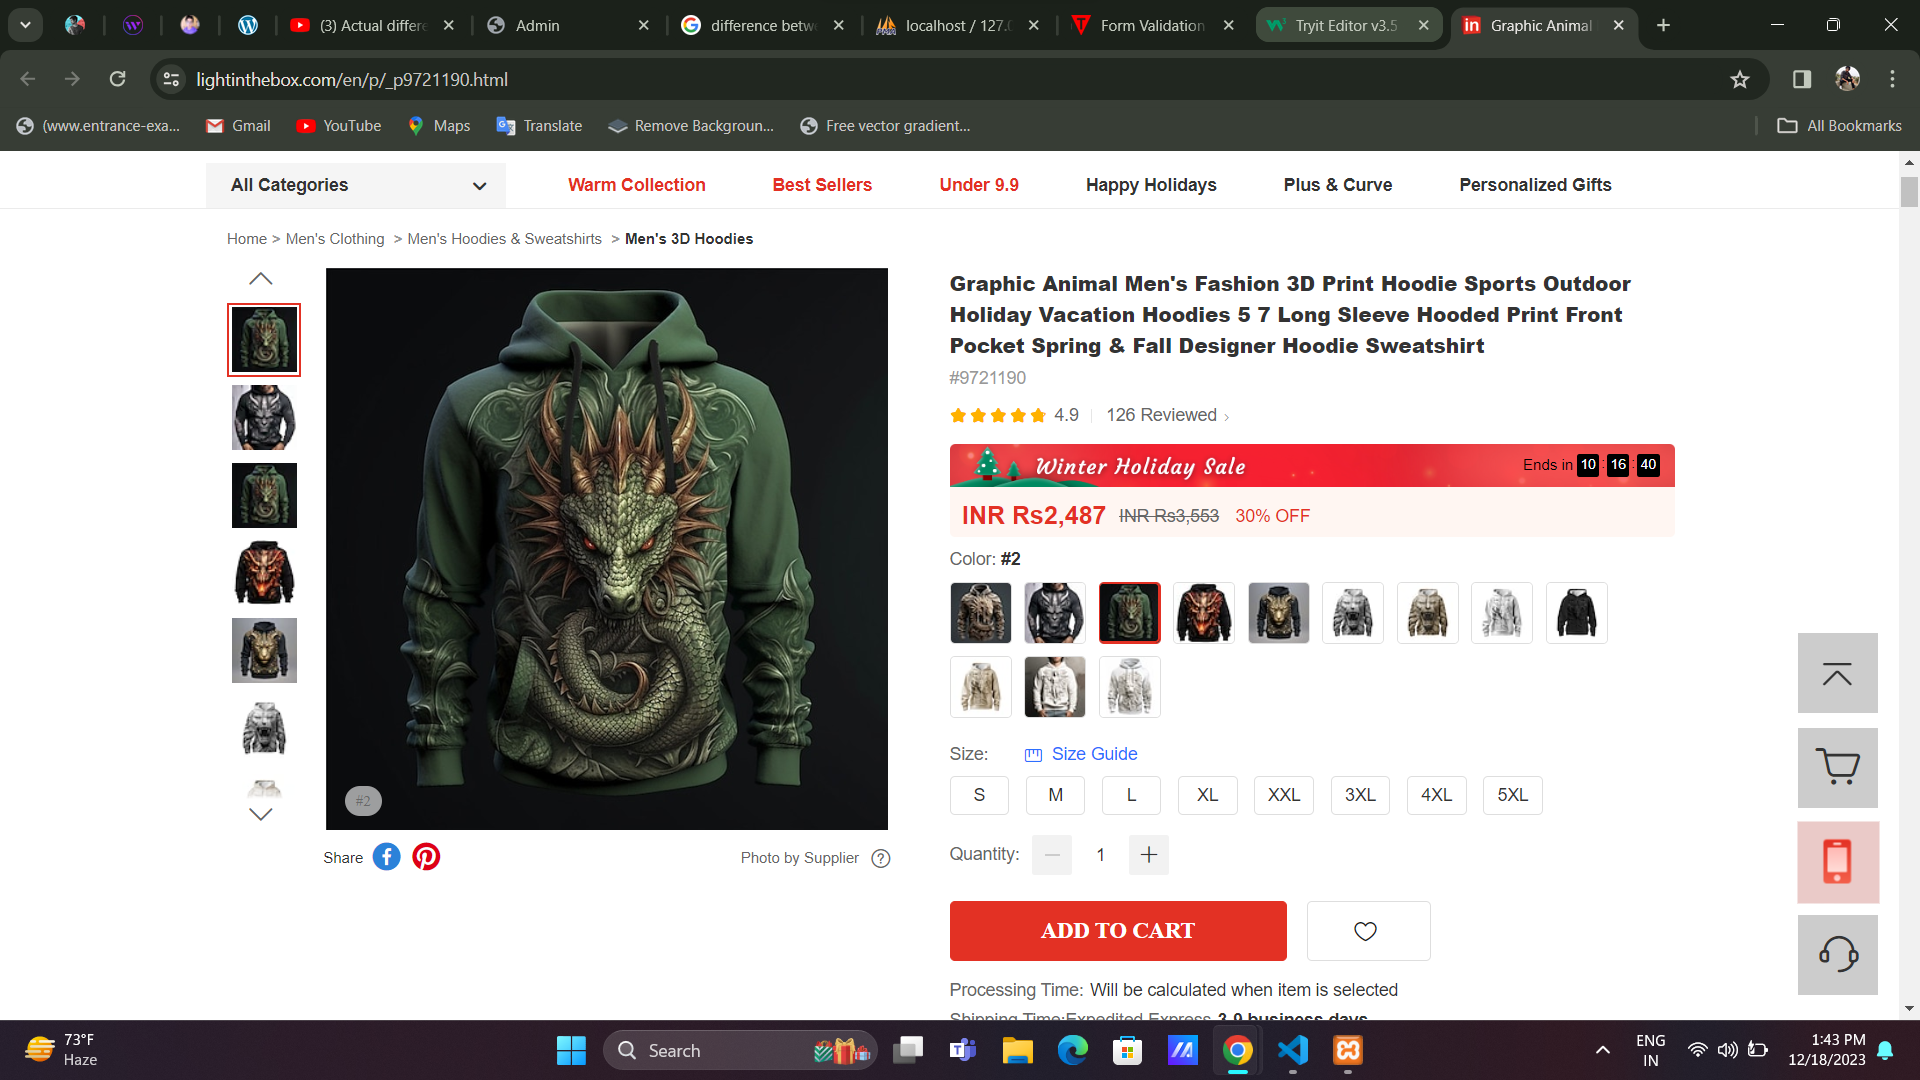 (3) Actual differe
Admin
difference betwe
localhost / 127.0
Form Validation
Tryit Editor v3.5
Graphic Animal
lightinthebox.com/en/p/_p9721190.html
(www.entrance-exa...
Gmail
YouTube
Maps
Translate
Remove Backgroun...
Free vector gradient...
All Bookmarks
All Categories
Warm Collection
Best Sellers
Under 9.9
Happy Holidays
Plus & Curve
Personalized Gifts
Home > Men's Clothing > Men's Hoodies & Sweatshirts > Men's 3D Hoodies
Graphic Animal Men's Fashion 3D Print Hoodie Sports Outdoor
Holiday Vacation Hoodies 5 7 Long Sleeve Hooded Print Front
Pocket Spring & Fall Designer Hoodie Sweatshirt
#9721190
4.9 126 Reviewed >
Winter Holiday Sale
Ends in 10 : 16 : 40
INR Rs2,487 INR Rs3,553 30% OFF
Color: #2
Size: Size Guide
S M L XL XXL 3XL 4XL 5XL
#2
Quantity: 1
Share
Photo by Supplier ?
ADD TO CART
Processing Time: Will be calculated when item is selected
Shipping Time:Expedited Express 3-9 business days
73°F
Haze
Search
ENG
IN
1:43 PM
12/18/2023